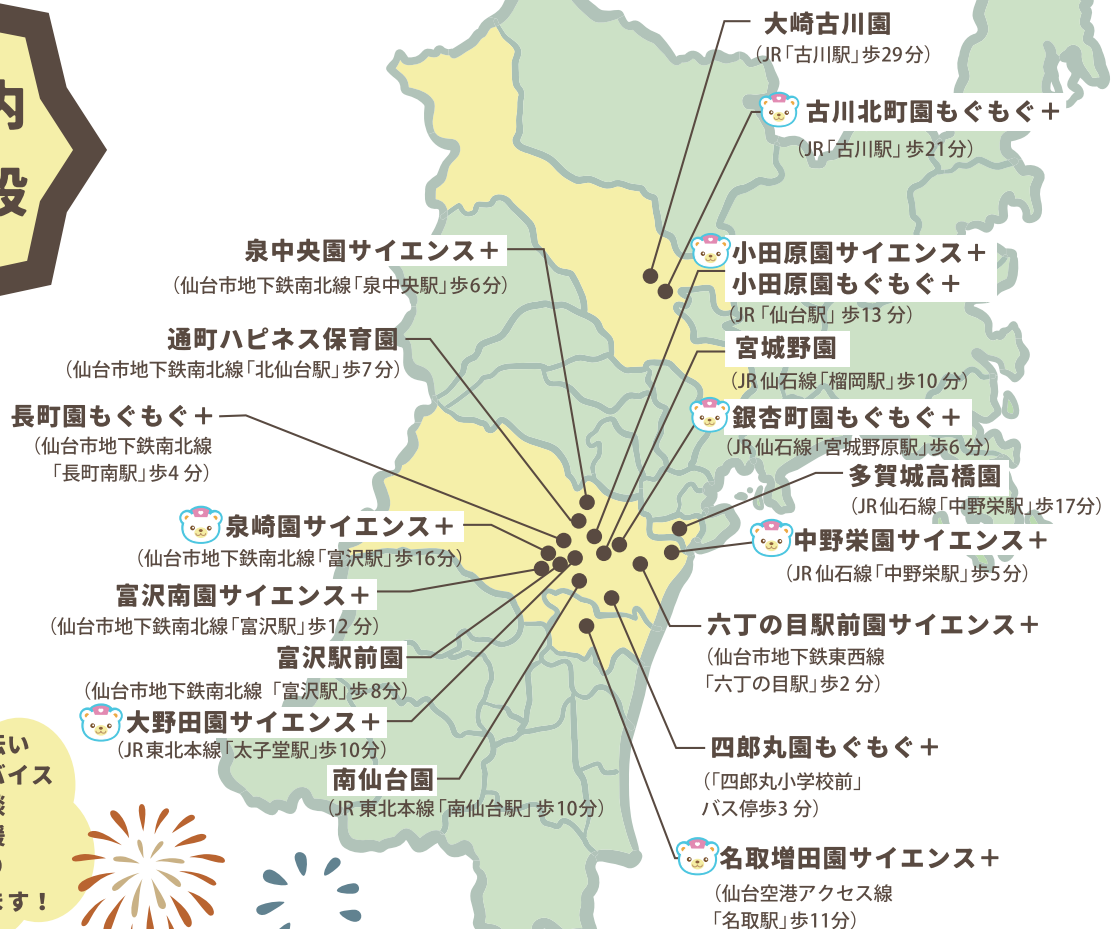 大崎古川園
（JR「古川駅」歩29分）
古川北町園もぐもぐ＋
（JR「古川駅」歩21分）
小田原園サイエンス＋
小田原園もぐもぐ＋
（JR「仙台駅」歩13分）
宮城野園
（JR仙石線「榴岡駅」歩10分）
銀杏町園もぐもぐ＋
（JR仙石線「宮城野原駅」歩6分）
多賀城高橋園
（JR仙石線「中野栄駅」歩17分）
中野栄園サイエンス＋
（JR仙石線「中野栄駅」歩5分）
六丁の目駅前園サイエンス＋
（仙台市地下鉄東西線
「六丁の目駅」歩2分）
四郎丸園もぐもぐ＋
（「四郎丸小学校前」
バス停歩3分）
名取増田園サイエンス＋
（仙台空港アクセス線
「名取駅」歩11分）
泉中央園サイエンス＋
（仙台市地下鉄南北線「泉中央駅」歩6分）
通町ハピネス保育園
（仙台市地下鉄南北線「北仙台駅」歩7分）
長町園もぐもぐ＋
（仙台市地下鉄南北線
「長町南駅」歩4分）
泉崎園サイエンス＋
（仙台市地下鉄南北線「富沢駅」歩16分）
富沢南園サイエンス＋
（仙台市地下鉄南北線「富沢駅」歩12分）
富沢駅前園
（仙台市地下鉄南北線「富沢駅」歩8分）
大野田園サイエンス＋
（JR東北本線「太子堂駅」歩10分）
南仙台園
（JR東北本線「南仙台駅」歩10分）
内
設
い
バイス
ます！